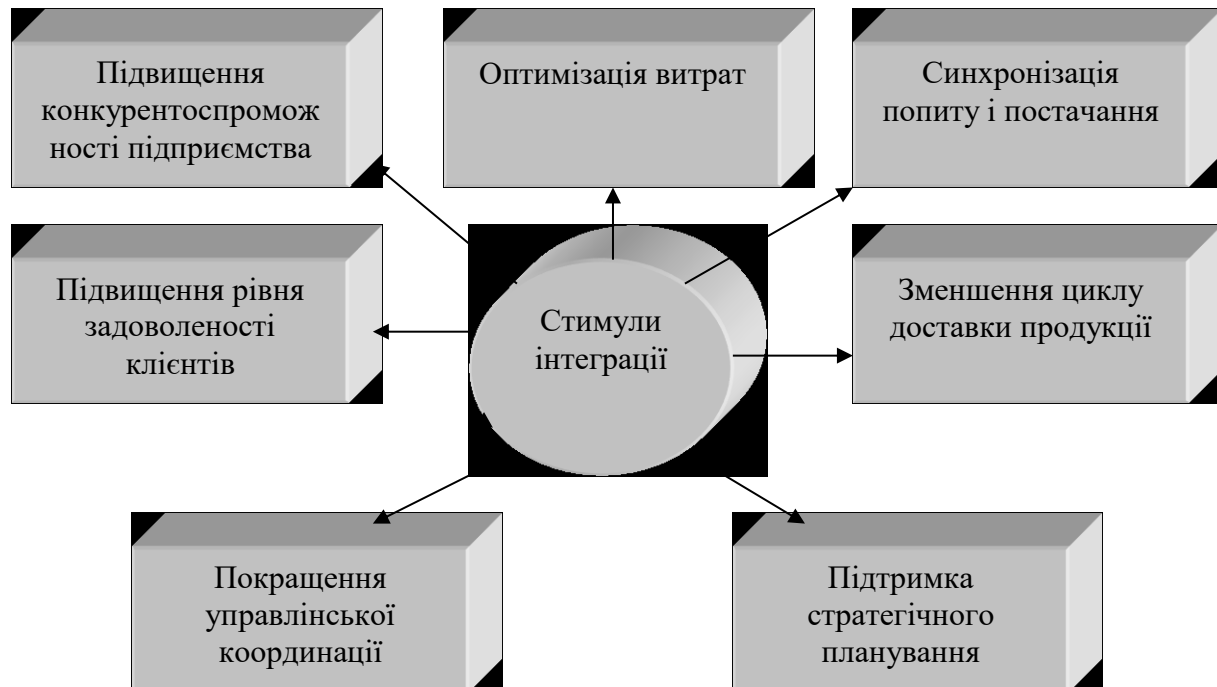 Підвищення
конкурентоспромож
ності підприємства
Оптимізація витрат
Синхронізація
попиту і постачання
Підвищення рівня
задоволеності
клієнтів
Стимули
інтеграції
Зменшення циклу
доставки продукції
Покращення
управлінської
координації
Підтримка
стратегічного
планування